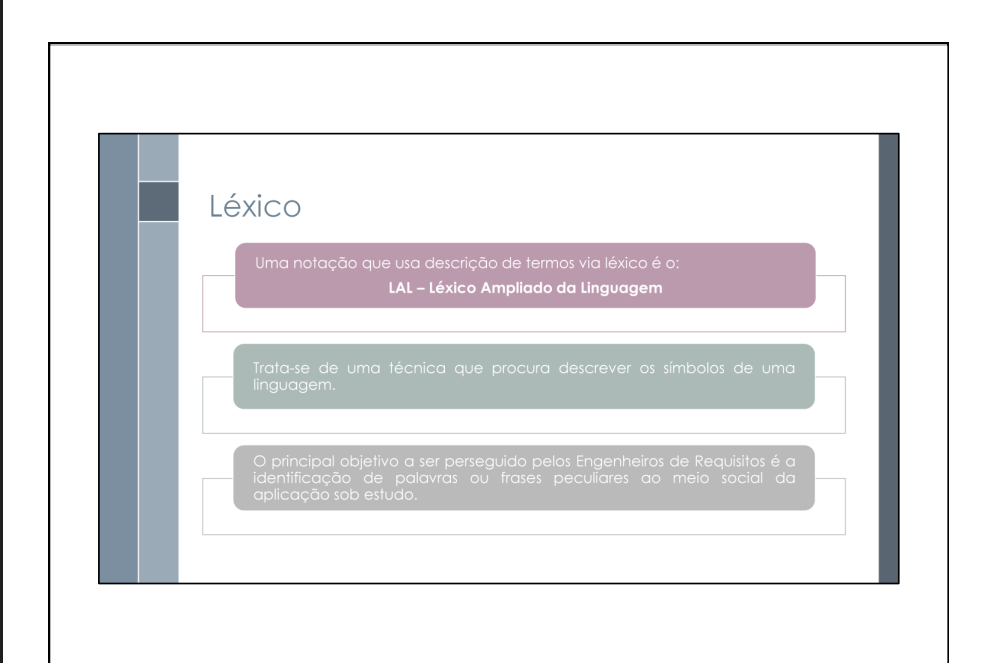 Léxico
Uma notação que usa descrição de termos via léxico é o:
LAL – Léxico Ampliado da Linguagem
Trata-se de uma técnica que procura descrever os símbolos de uma
linguagem.
O principal objetivo a ser perseguido pelos Engenheiros de Requisitos é a
identificação de palavras ou frases peculiares ao meio social da
aplicação sob estudo.